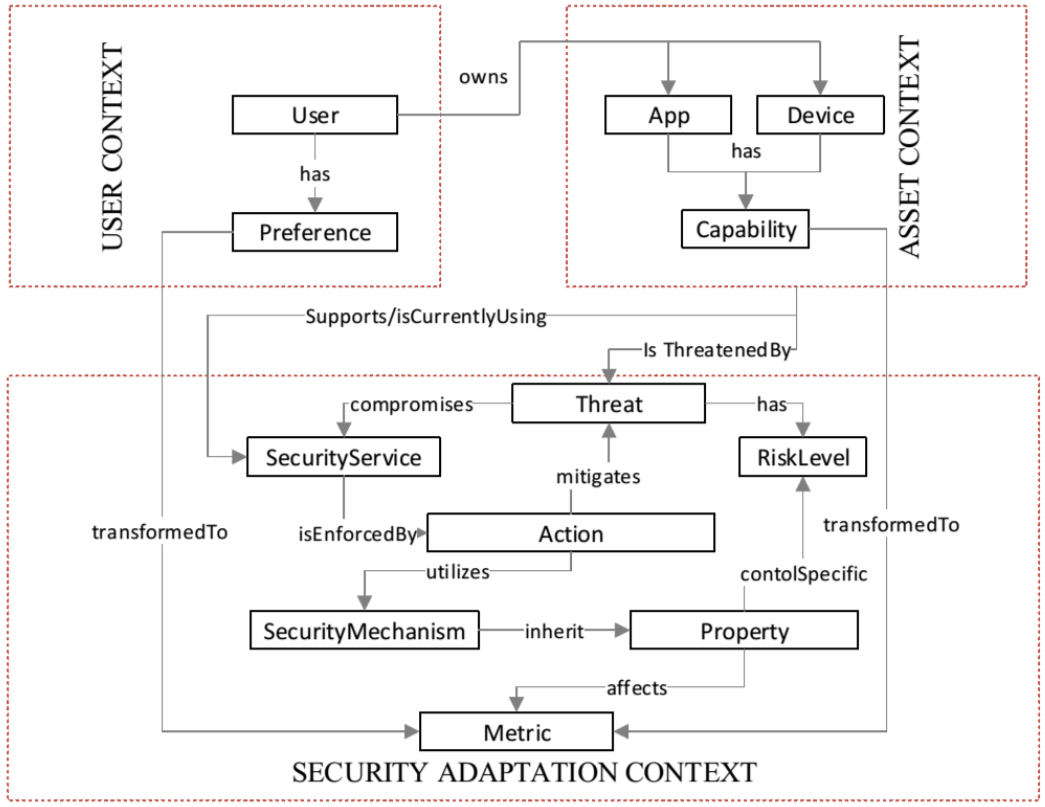 USER CONTEXT
owns
User
App
Device
has
has
ASSET CONTEXT
Preference
Capability
Supports/isCurrentlyUsing
Is ThreatenedBy
compromises
Threat
has
SecurityService
RiskLevel
mitigates
transformedTo
isEnforcedBy
Action
transformedTo
utilizes
contolSpecific
SecurityMechanism
inherit
Property
affects
Metric
SECURITY ADAPTATION CONTEXT